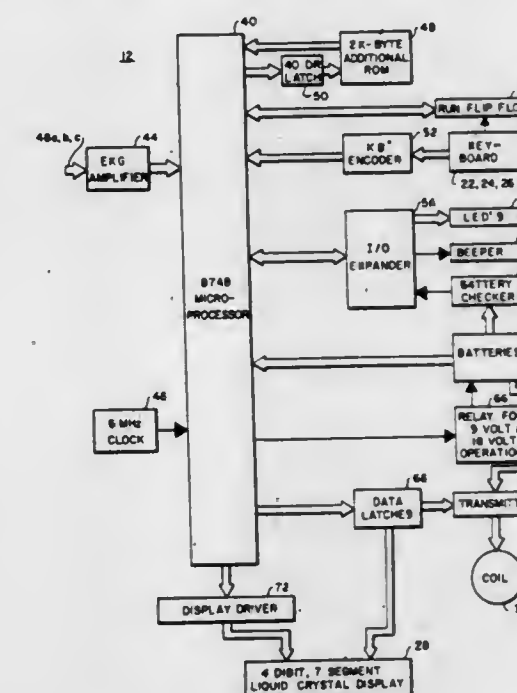 40
12
48
2K-BYTE
ADDITIONAL
ROM
40 DR
LATCH
50
RUN FLIP FLO
48a, b, c
44
EKG
AMPLIFIER
52
KB'
ENCODER
KEY-
BOARD
22, 24, 26
56
I/O
EXPANDER
LED'S
BEEPER
BATTERY
CHECKER
8748
MICRO-
PROCESSOR
BATTERIES
46
6 MHz
CLOCK
66
RELAY FO
9 VOLT
18 VOLT
OPERATION
68
DATA
LATCHES
TRANSMITT
COIL
72
DISPLAY DRIVER
28
4 DIGIT, 7 SEGMENT
LIQUID CRYSTAL DISPLAY